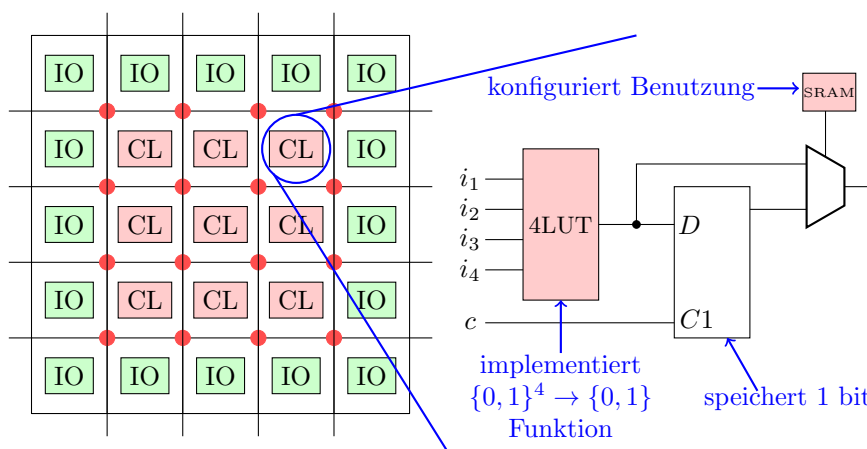 IO IO IO IO IO
IO CL CL CL IO
IO CL CL CL IO
IO CL CL CL IO
IO IO IO IO IO
konfiguriert Benutzung
SRAM
i₁
i₂
i₃
i₄
4LUT
D
c
C1
implementiert
{0, 1}⁴ → {0, 1}
Funktion
speichert 1 bit